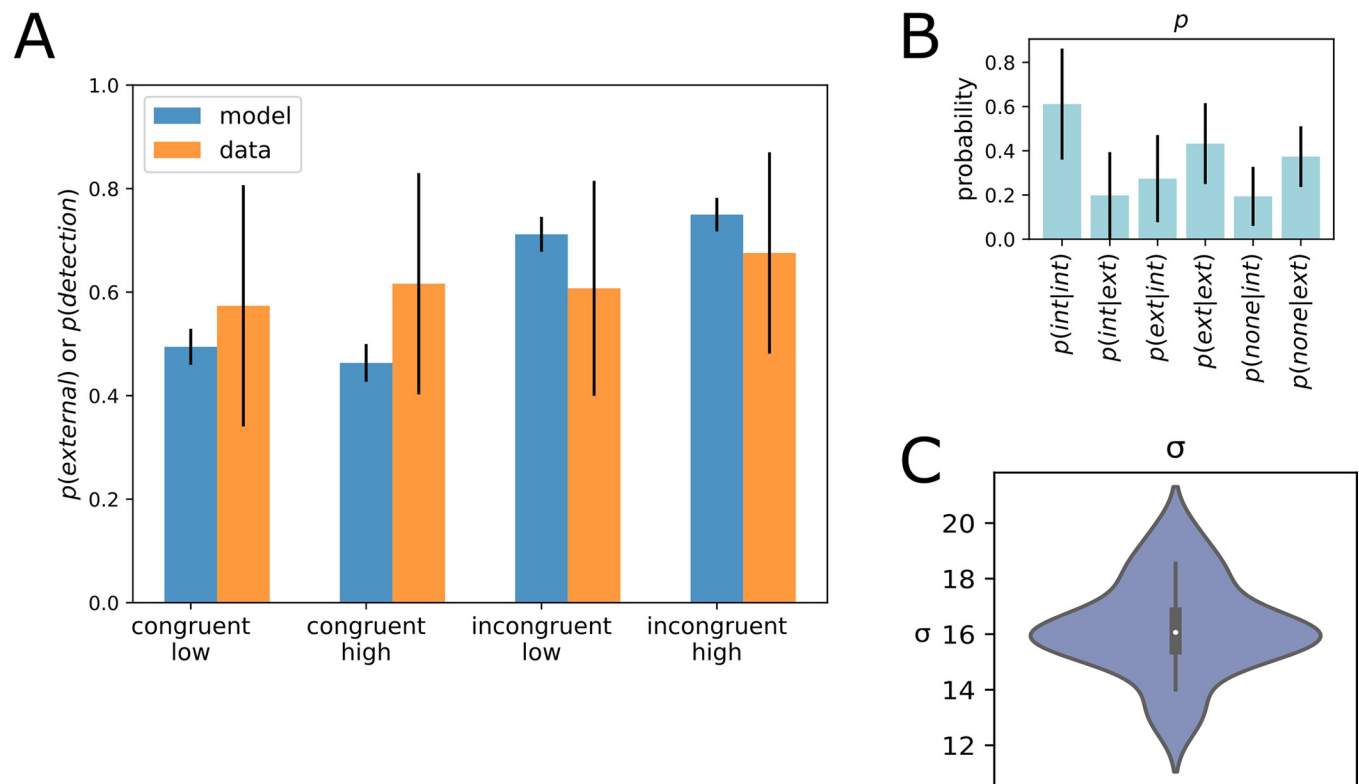 A
p(external) or p(detection)
1.0
0.8
0.6
0.4
0.2
0.0
model
data
congruent
low
congruent
high
incongruent
low
incongruent
high
B
p
probability
0.8
0.6
0.4
0.2
0.0
p(int|int)
p(int|ext)
p(ext|int)
p(ext|ext)
p(none|int)
p(none|ext)
C
σ
σ
20
18
16
14
12